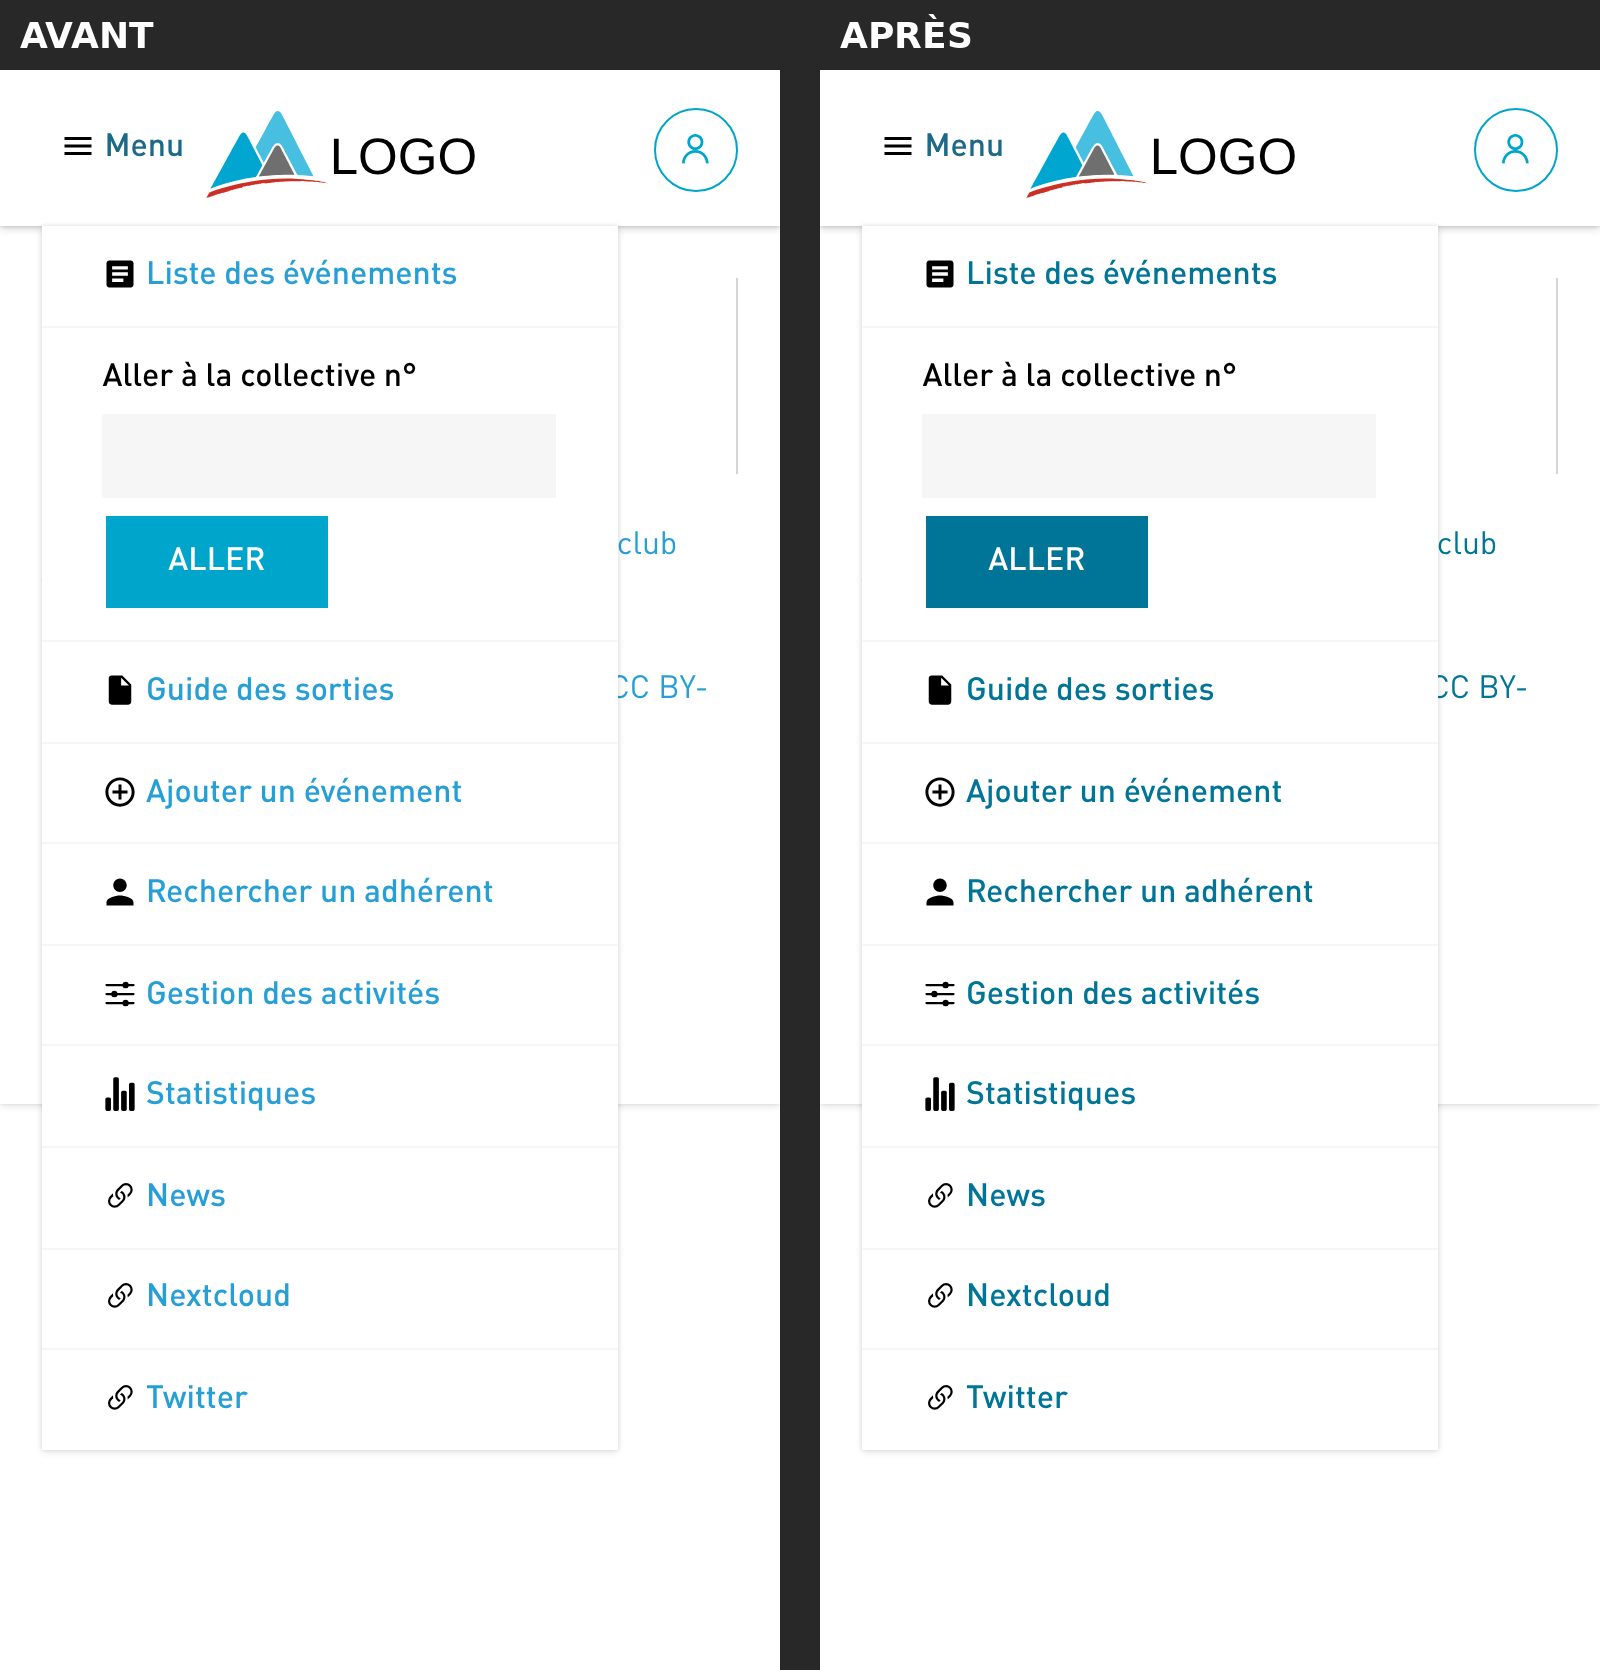 AVANT
Menu
LOGO
Liste des événements
Aller à la collective n°
ALLER
club
Guide des sorties
CC BY-
Ajouter un événement
Rechercher un adhérent
Gestion des activités
Statistiques
News
Nextcloud
Twitter
APRÈS
Menu
LOGO
Liste des événements
Aller à la collective n°
ALLER
club
Guide des sorties
CC BY-
Ajouter un événement
Rechercher un adhérent
Gestion des activités
Statistiques
News
Nextcloud
Twitter